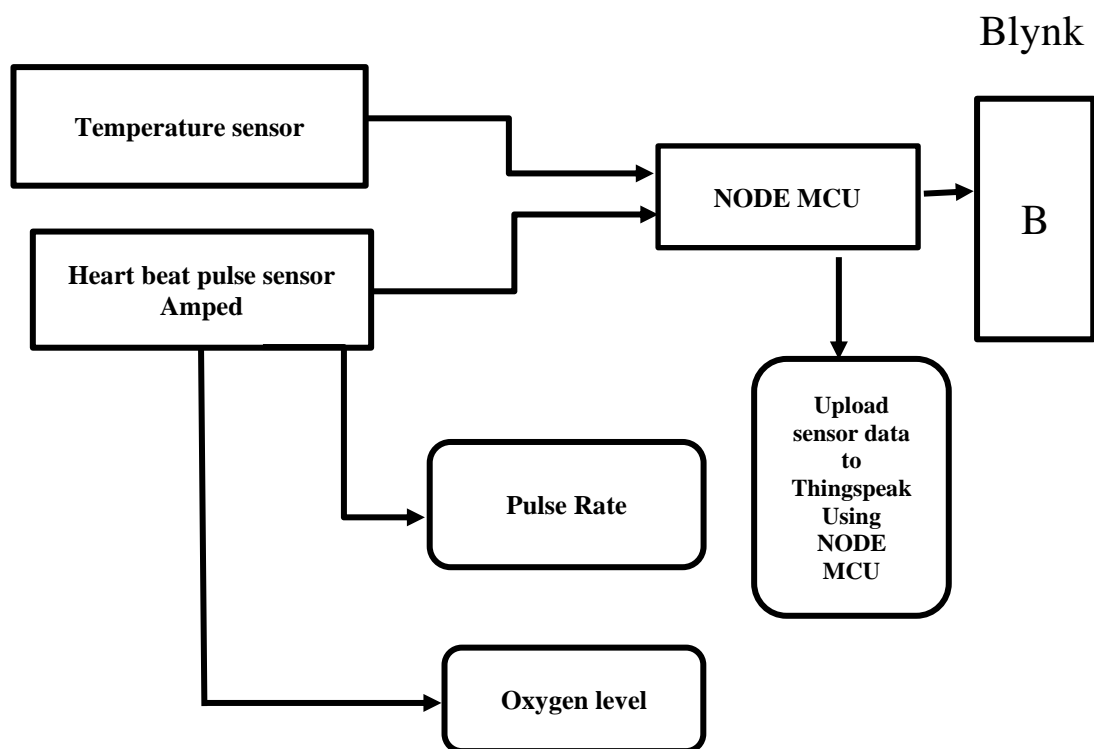 Blynk
Temperature sensor
NODE MCU
B
Heart beat pulse sensor
Amped
Upload
sensor data
to
Thingspeak
Using
NODE
MCU
Pulse Rate
Oxygen level